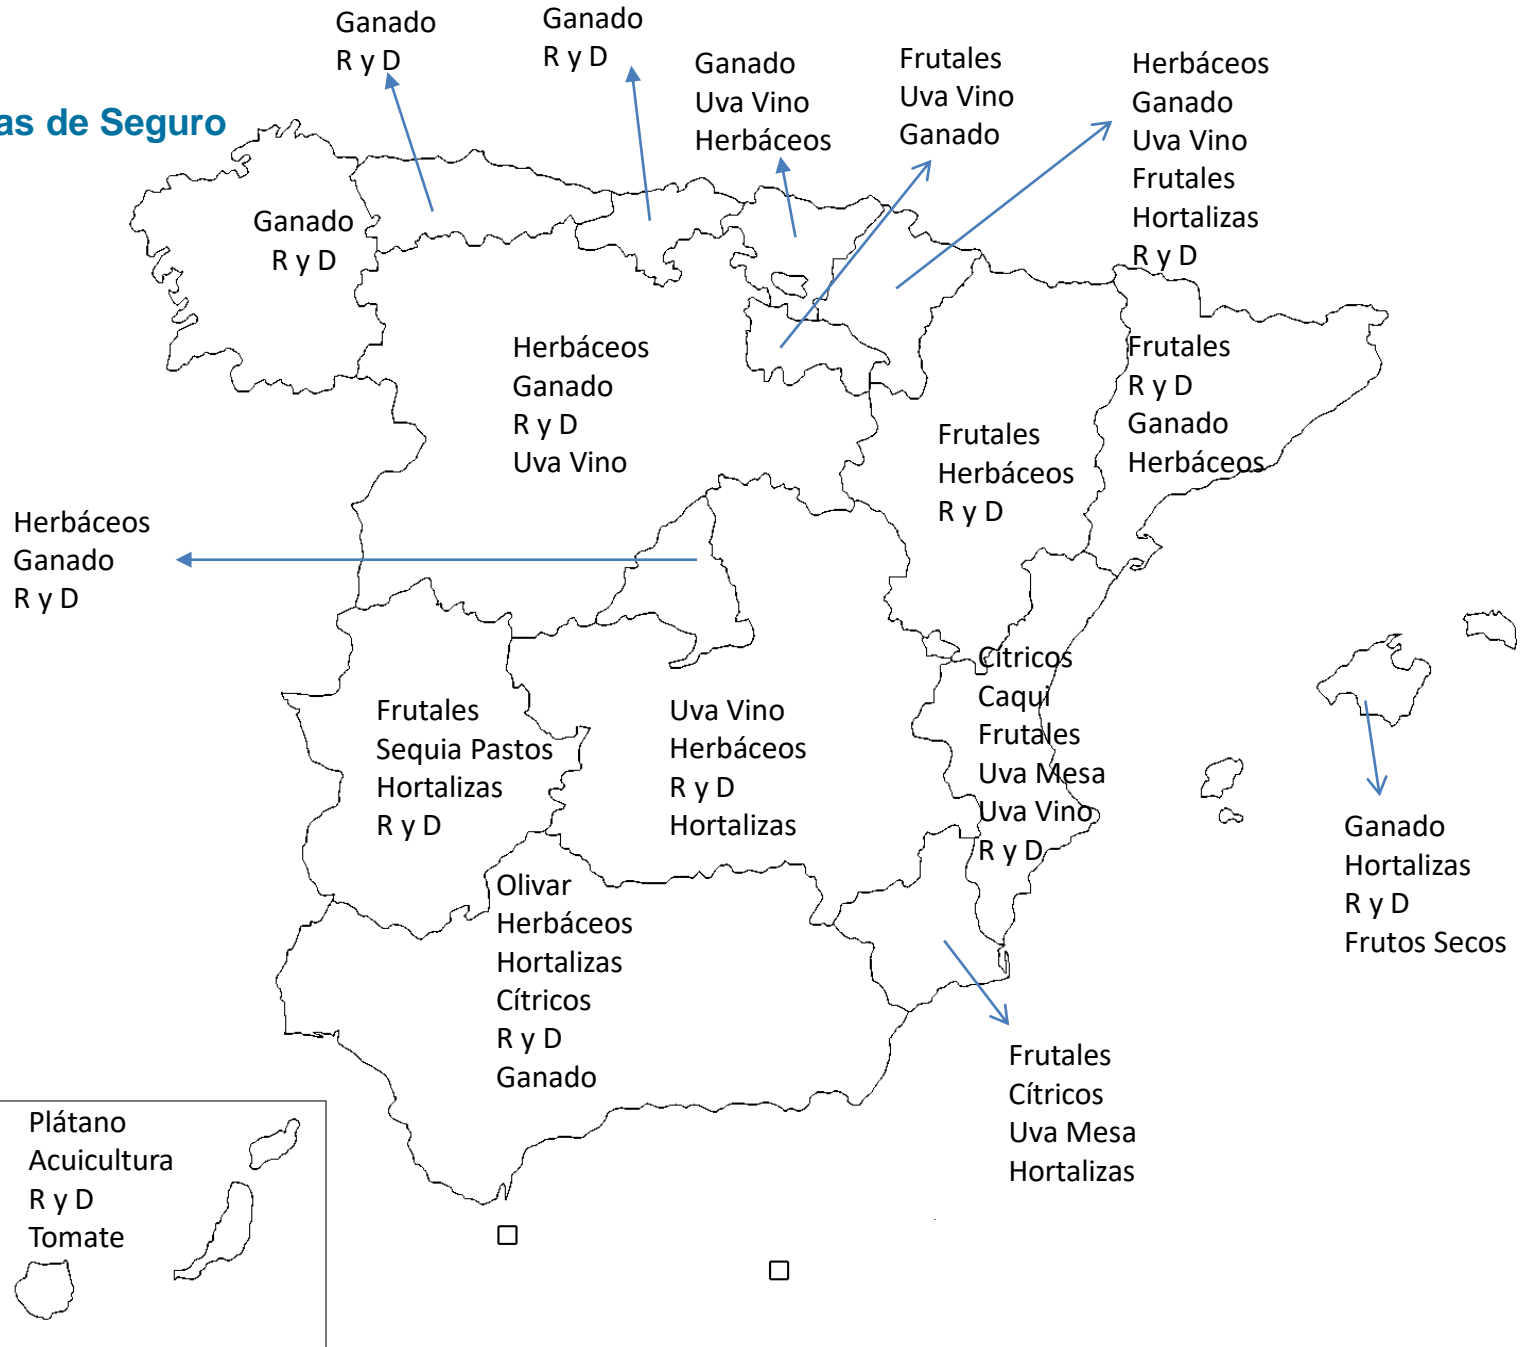 Ganado
R y D
Ganado
R y D
Ganado
Uva Vino
Herbáceos
Frutales
Uva Vino
Ganado
Herbáceos
Ganado
Uva Vino
Frutales
Hortalizas
R y D
as de Seguro
Ganado
R y D
Herbáceos
Ganado
R y D
Uva Vino
Frutales
R y D
Ganado
Herbáceos
Frutales
Herbáceos
R y D
Herbáceos
Ganado
R y D
Frutales
Sequia Pastos
Hortalizas
R y D
Uva Vino
Herbáceos
R y D
Hortalizas
Cítricos
Caqui
Frutales
Uva Mesa
Uva Vino
R y D
Ganado
Hortalizas
R y D
Frutos Secos
Olivar
Herbáceos
Hortalizas
Cítricos
R y D
Ganado
Frutales
Cítricos
Uva Mesa
Hortalizas
Plátano
Acuicultura
R y D
Tomate